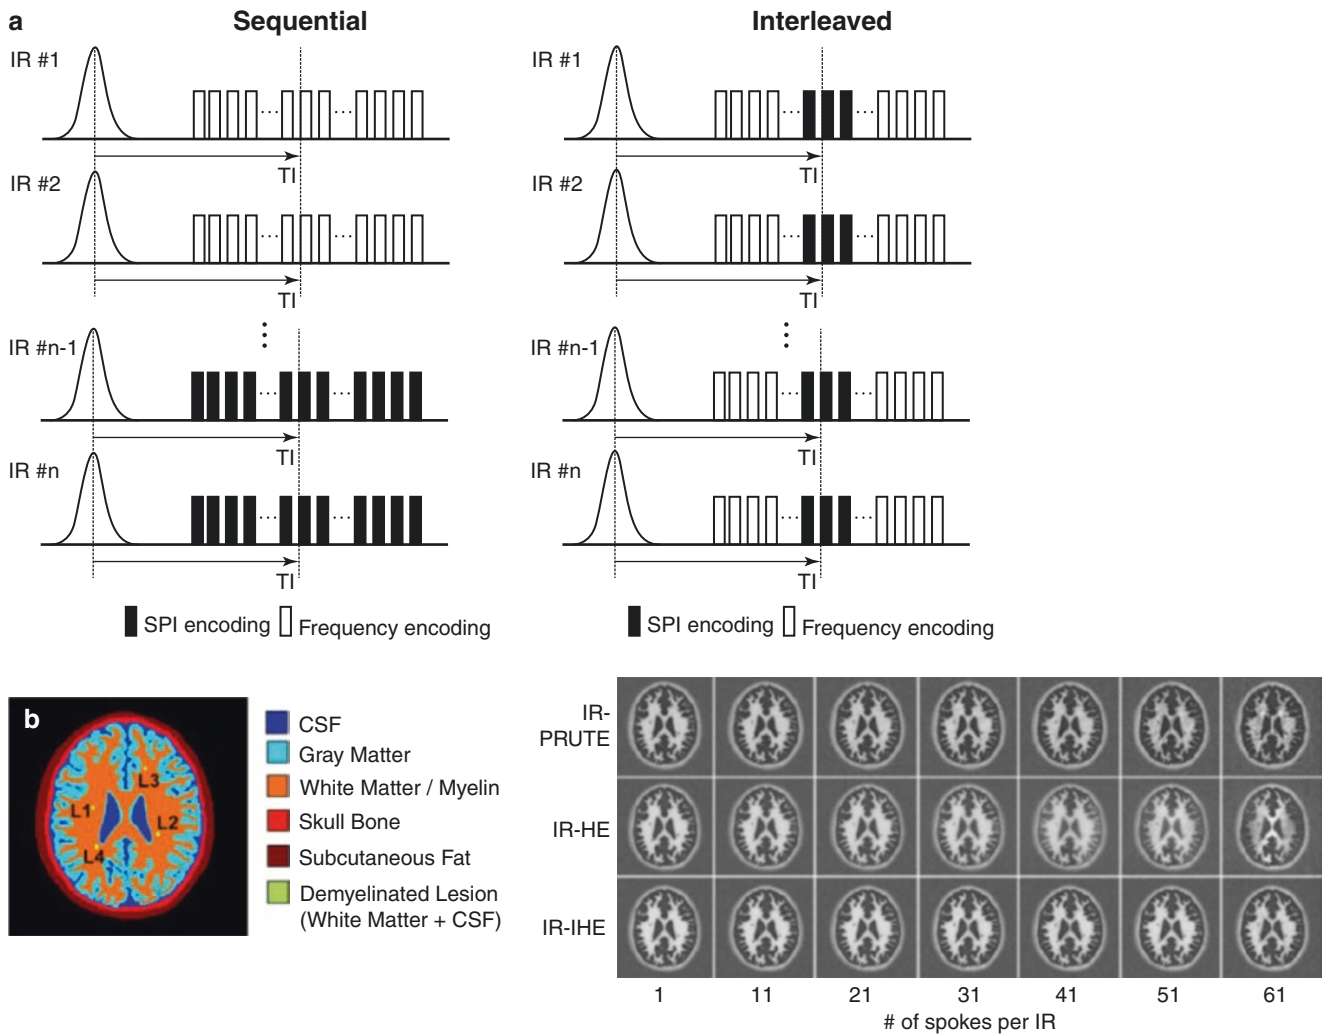 a
Sequential
Interleaved
IR #1
TI
IR #2
TI
IR #n-1
TI
IR #n
TI
SPI encoding
Frequency encoding
IR #1
TI
IR #2
TI
IR #n-1
TI
IR #n
TI
SPI encoding
Frequency encoding
b
L3
L1
L2
L4
CSF
Gray Matter
White Matter / Myelin
Skull Bone
Subcutaneous Fat
Demyelinated Lesion
(White Matter + CSF)
IR-
PRUTE
IR-HE
IR-IHE
1 11 21 31 41 51 61
# of spokes per IR